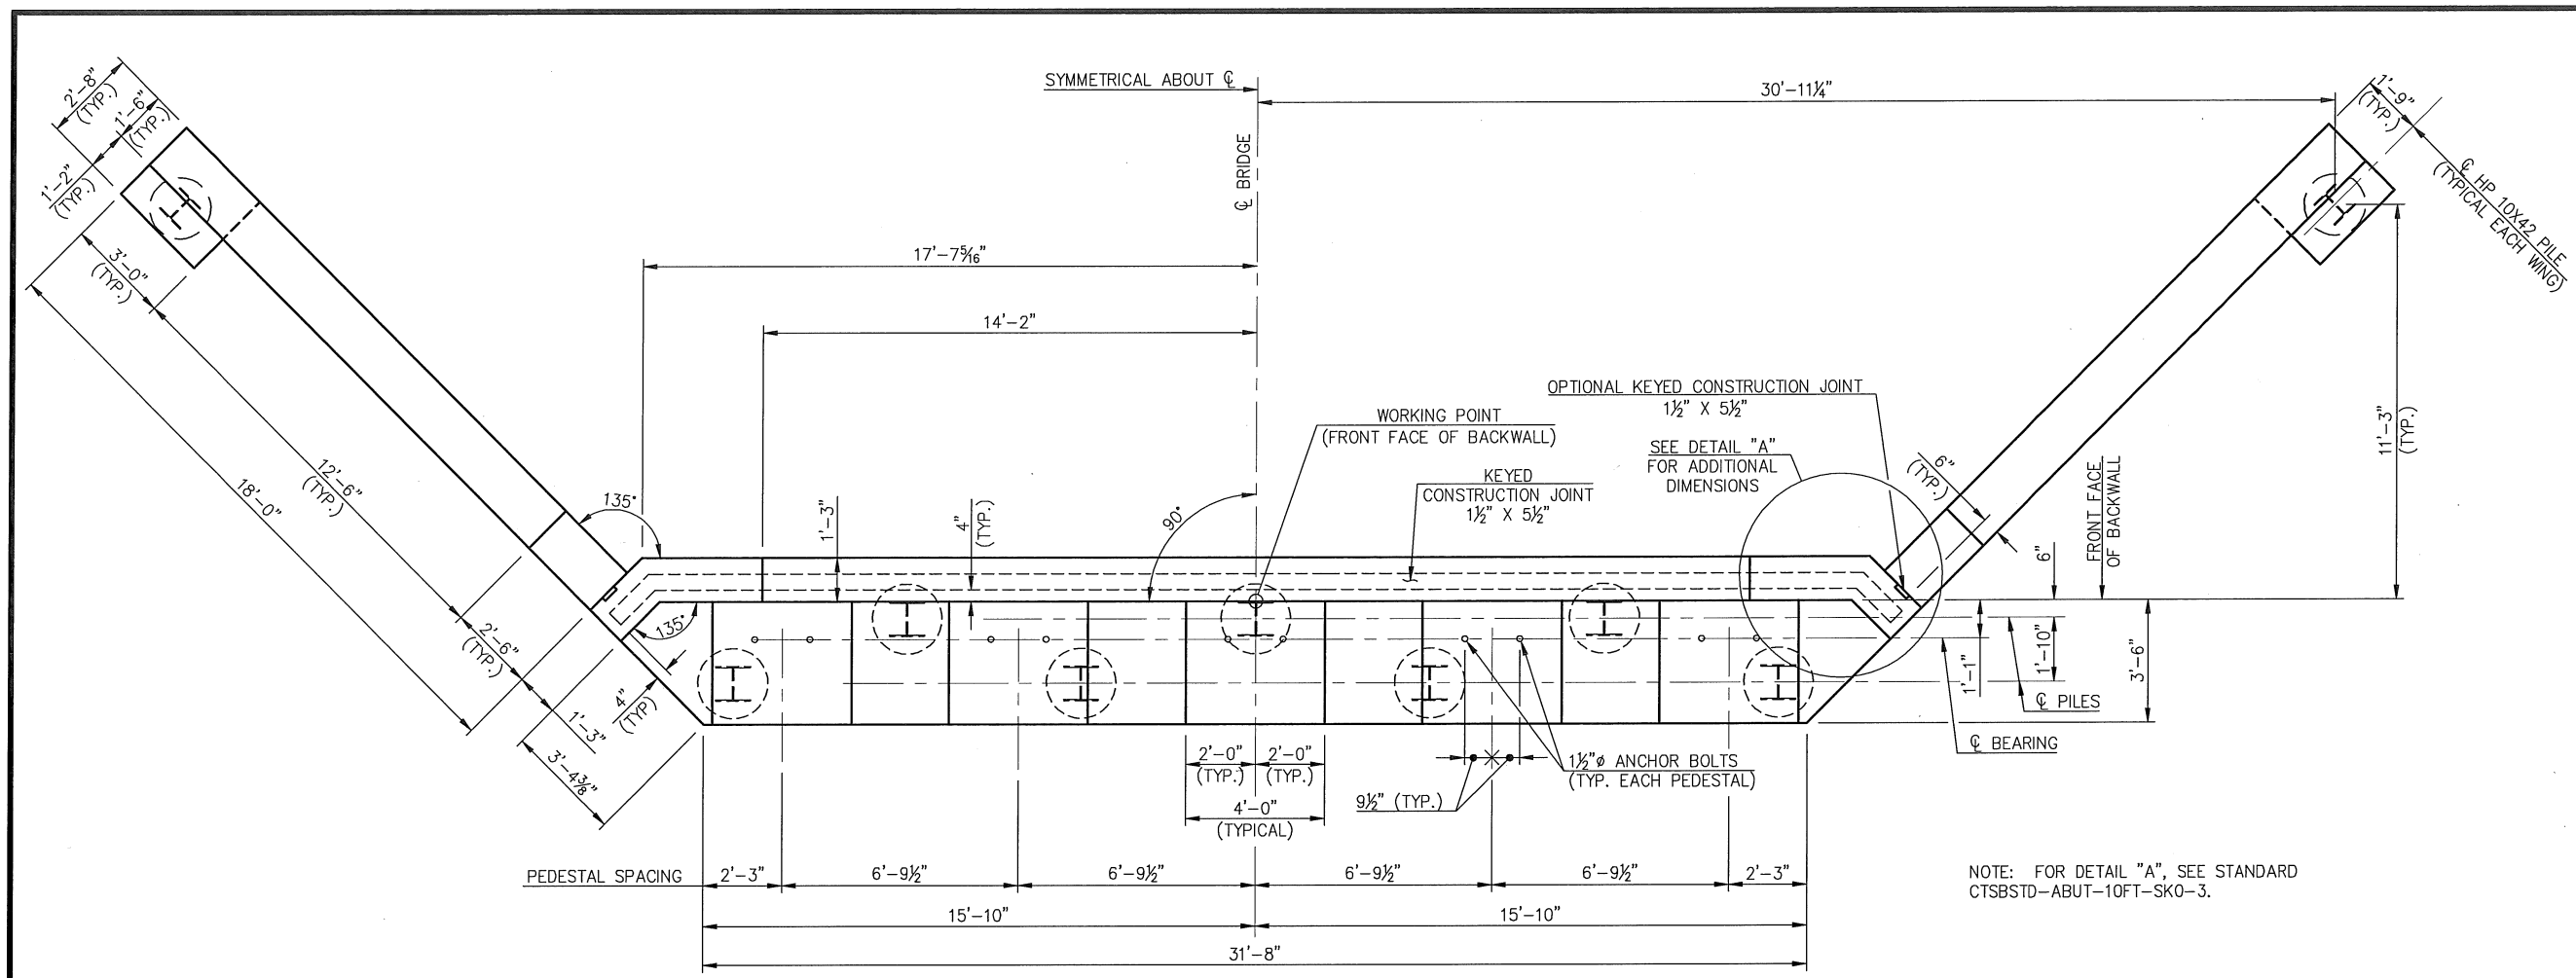 SYMMETRICAL ABOUT ℄
30'-11¼"
℄ BRIDGE
2'-8"
(TYP.)
1'-6"
(TYP.)
1'-2"
(TYP.)
1'-9"
(TYP.)
℄ HP 10X42 PILE
(TYPICAL EACH WING)
3'-0"
(TYP.)
17'-7 5/16"
14'-2"
12'-6"
(TYP.)
18'-0"
135°
1'-3"
4"
(TYP.)
90°
WORKING POINT
(FRONT FACE OF BACKWALL)
KEYED
CONSTRUCTION JOINT
1½" X 5½"
OPTIONAL KEYED CONSTRUCTION JOINT
1½" X 5½"
SEE DETAIL "A"
FOR ADDITIONAL
DIMENSIONS
6"
(TYP.)
FRONT FACE
OF BACKWALL
11'-3"
(TYP.)
6"
135°
2'-6"
(TYP.)
1'-3"
4"
(TYP)
3'-4⅜"
1'-1"
1'-10"
3'-6"
℄ PILES
℄ BEARING
2'-0"
(TYP.)
2'-0"
(TYP.)
4'-0"
(TYPICAL)
9½" (TYP.)
1½"ø ANCHOR BOLTS
(TYP. EACH PEDESTAL)
PEDESTAL SPACING
2'-3"
6'-9½"
6'-9½"
6'-9½"
6'-9½"
2'-3"
15'-10"
15'-10"
31'-8"
NOTE: FOR DETAIL "A", SEE STANDARD
CTSBSTD-ABUT-10FT-SK0-3.